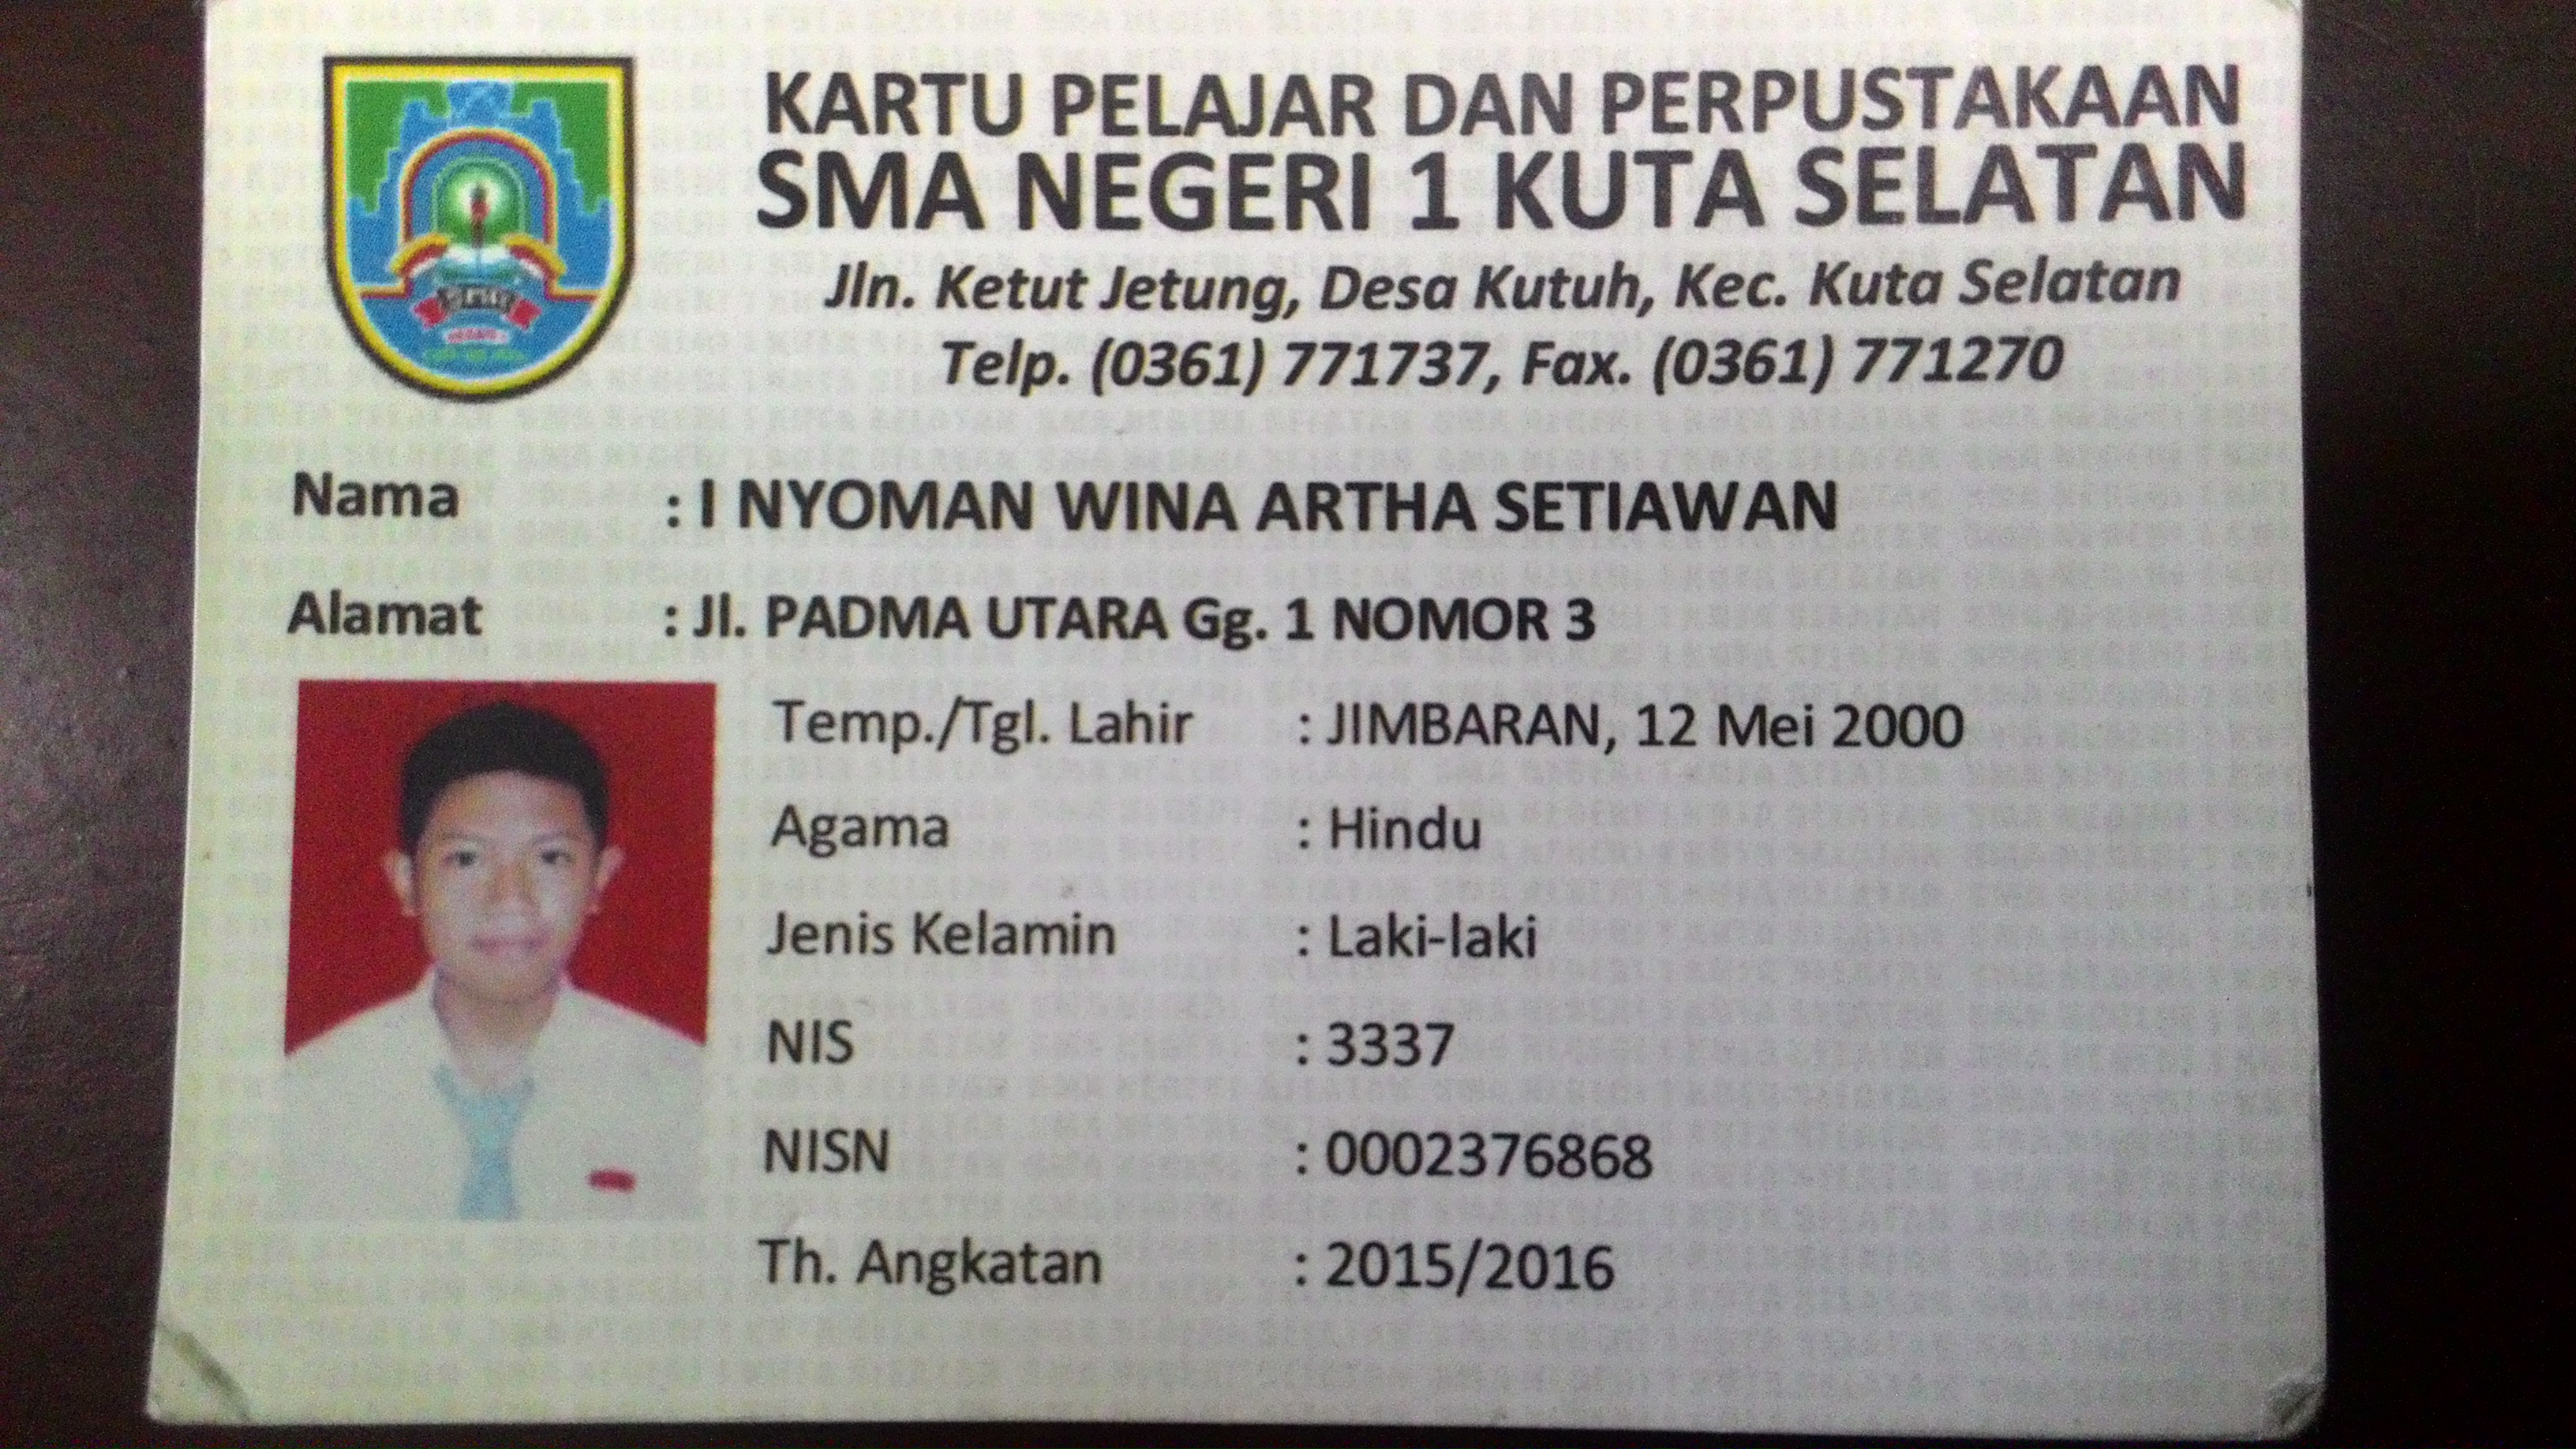 KARTU PELAJAR DAN PERPUSTAKAAN
SMA NEGERI 1 KUTA SELATAN
Jln. Ketut Jetung, Desa Kutuh, Kec. Kuta Selatan
Telp. (0361) 771737, Fax. (0361) 771270
Nama : I NYOMAN WINA ARTHA SETIAWAN
Alamat : Jl. PADMA UTARA Gg. 1 NOMOR 3
Temp./Tgl. Lahir : JIMBARAN, 12 Mei 2000
Agama : Hindu
Jenis Kelamin : Laki-laki
NIS : 3337
NISN : 0002376868
Th. Angkatan : 2015/2016